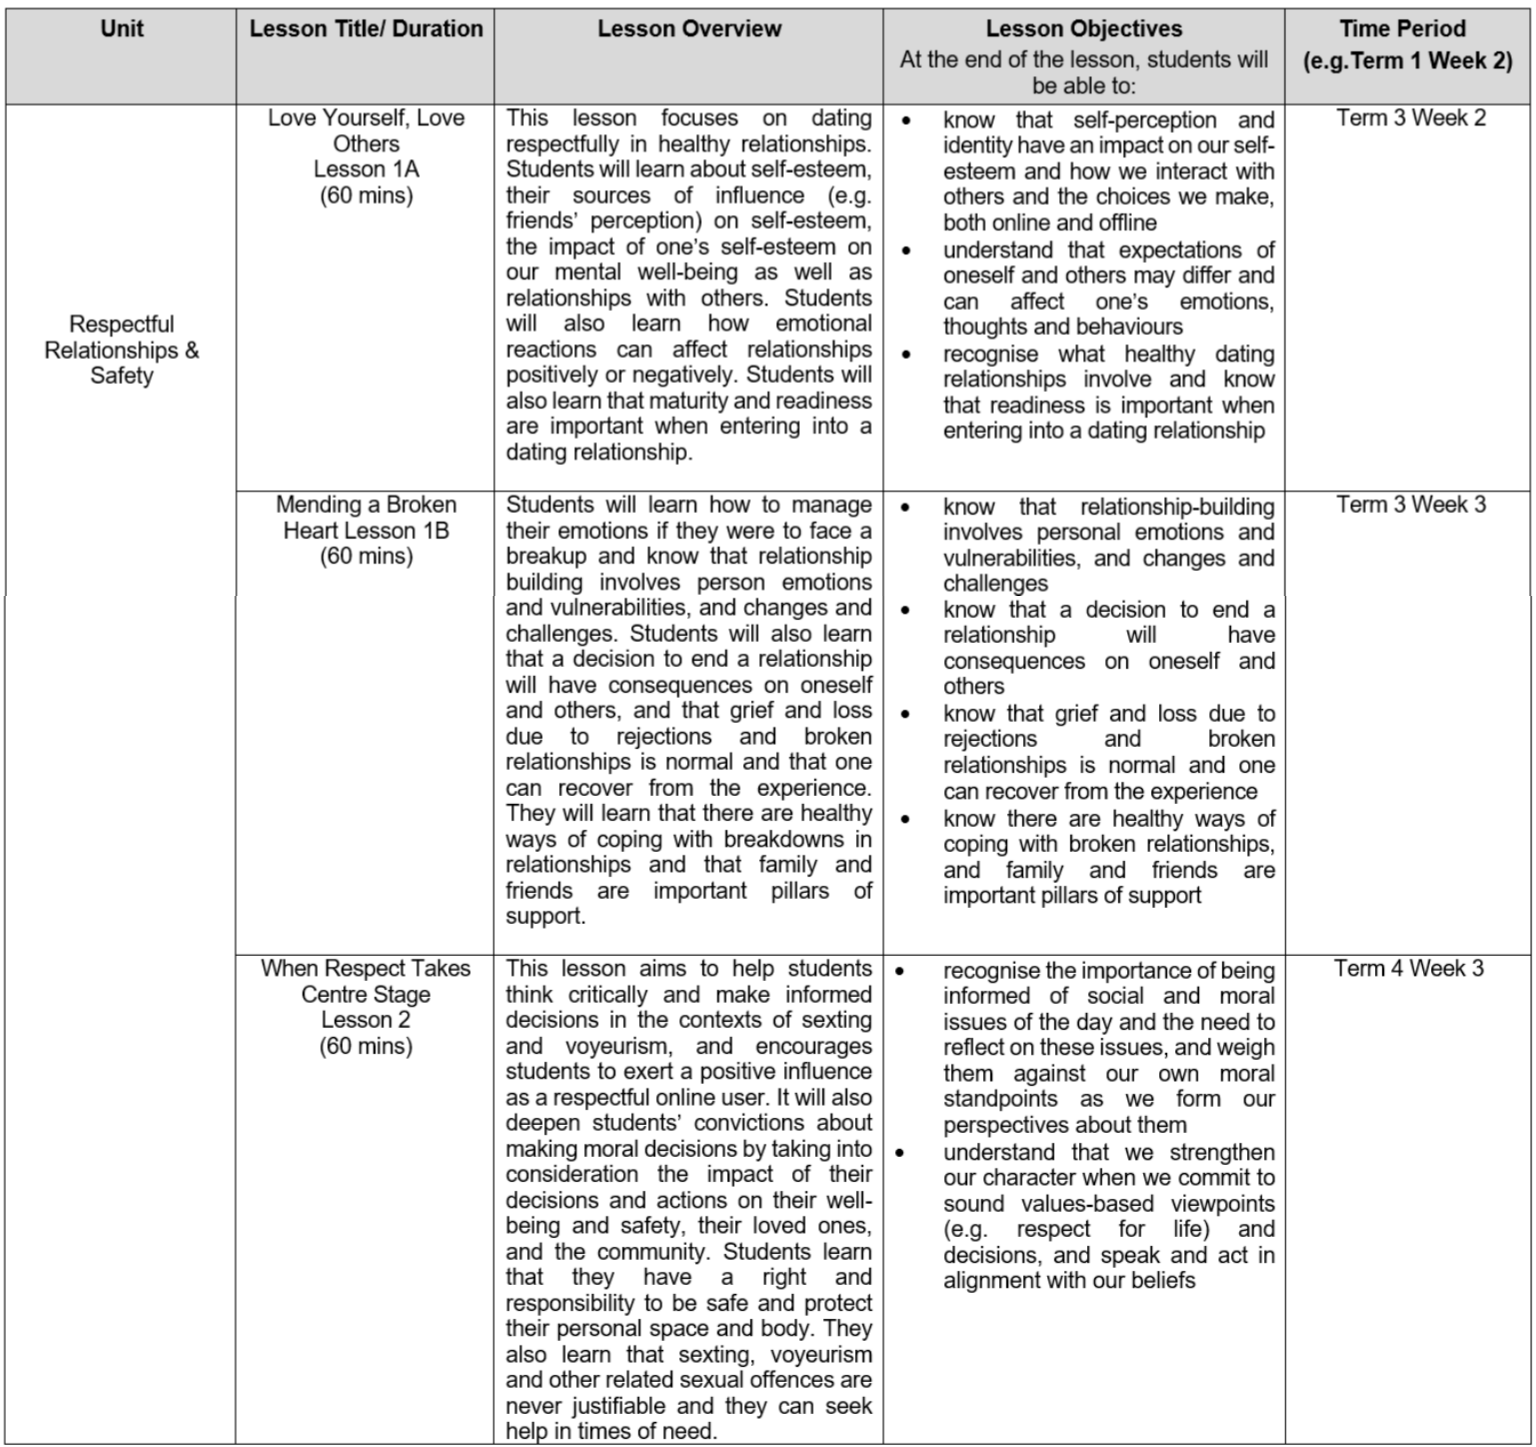 Unit
Lesson Title/ Duration
Lesson Overview
Lesson Objectives
At the end of the lesson, students will
be able to:
Time Period
(e.g.Term 1 Week 2)
Respectful
Relationships &
Safety
Love Yourself, Love
Others
Lesson 1A
(60 mins)
This lesson focuses on dating
respectfully in healthy relationships.
Students will learn about self-esteem,
their sources of influence (e.g.
friends’ perception) on self-esteem,
the impact of one’s self-esteem on
our mental well-being as well as
relationships with others. Students
will also learn how emotional
reactions can affect relationships
positively or negatively. Students will
also learn that maturity and readiness
are important when entering into a
dating relationship.
• know that self-perception and
identity have an impact on our self-
esteem and how we interact with
others and the choices we make,
both online and offline
• understand that expectations of
oneself and others may differ and
can affect one’s emotions,
thoughts and behaviours
• recognise what healthy dating
relationships involve and know
that readiness is important when
entering into a dating relationship
Term 3 Week 2
Mending a Broken
Heart Lesson 1B
(60 mins)
Students will learn how to manage
their emotions if they were to face a
breakup and know that relationship
building involves person emotions
and vulnerabilities, and changes and
challenges. Students will also learn
that a decision to end a relationship
will have consequences on oneself
and others, and that grief and loss
due to rejections and broken
relationships is normal and that one
can recover from the experience.
They will learn that there are healthy
ways of coping with breakdowns in
relationships and that family and
friends are important pillars of
support.
• know that relationship-building
involves personal emotions and
vulnerabilities, and changes and
challenges
• know that a decision to end a
relationship will have
consequences on oneself and
others
• know that grief and loss due to
rejections and broken
relationships is normal and one
can recover from the experience
• know there are healthy ways of
coping with broken relationships,
and family and friends are
important pillars of support
Term 3 Week 3
When Respect Takes
Centre Stage
Lesson 2
(60 mins)
This lesson aims to help students
think critically and make informed
decisions in the contexts of sexting
and voyeurism, and encourages
students to exert a positive influence
as a respectful online user. It will also
deepen students’ convictions about
making moral decisions by taking into
consideration the impact of their
decisions and actions on their well-
being and safety, their loved ones,
and the community. Students learn
that they have a right and
responsibility to be safe and protect
their personal space and body. They
also learn that sexting, voyeurism
and other related sexual offences are
never justifiable and they can seek
help in times of need.
• recognise the importance of being
informed of social and moral
issues of the day and the need to
reflect on these issues, and weigh
them against our own moral
standpoints as we form our
perspectives about them
• understand that we strengthen
our character when we commit to
sound values-based viewpoints
(e.g. respect for life) and
decisions, and speak and act in
alignment with our beliefs
Term 4 Week 3